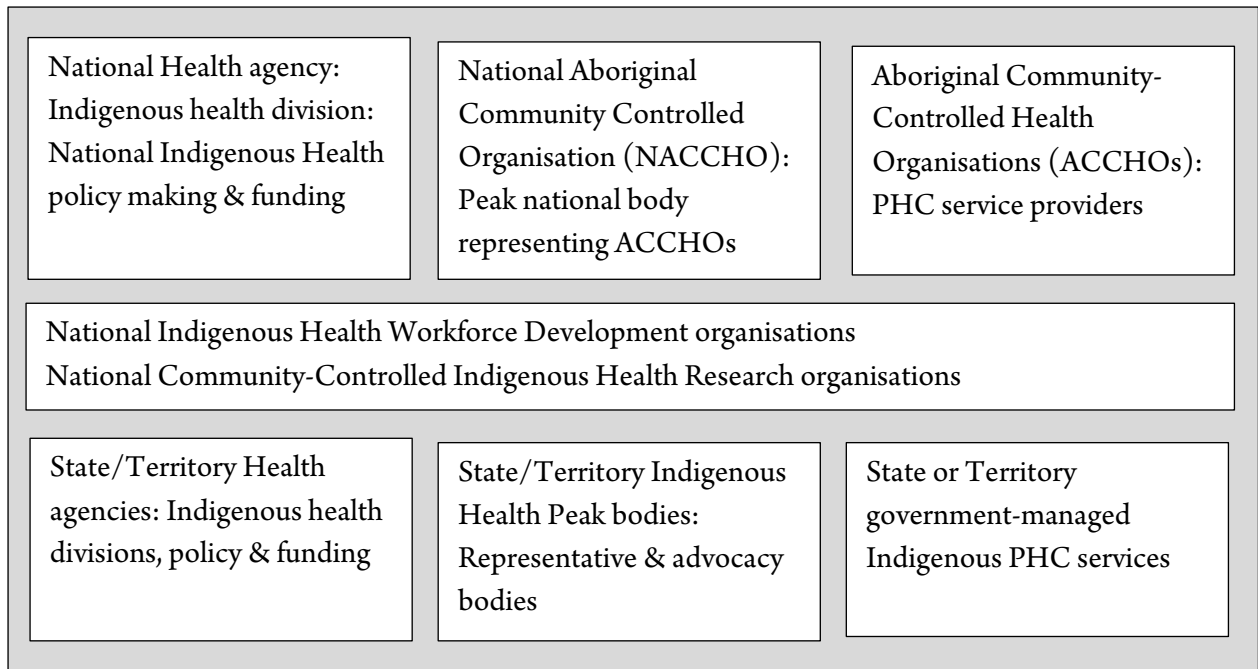 National Health agency:
Indigenous health division:
National Indigenous Health
policy making & funding
National Aboriginal
Community Controlled
Organisation (NACCHO):
Peak national body
representing ACCHOs
Aboriginal Community-
Controlled Health
Organisations (ACCHOs):
PHC service providers
National Indigenous Health Workforce Development organisations
National Community-Controlled Indigenous Health Research organisations
State/Territory Health
agencies: Indigenous health
divisions, policy & funding
State/Territory Indigenous
Health Peak bodies:
Representative & advocacy
bodies
State or Territory
government-managed
Indigenous PHC services